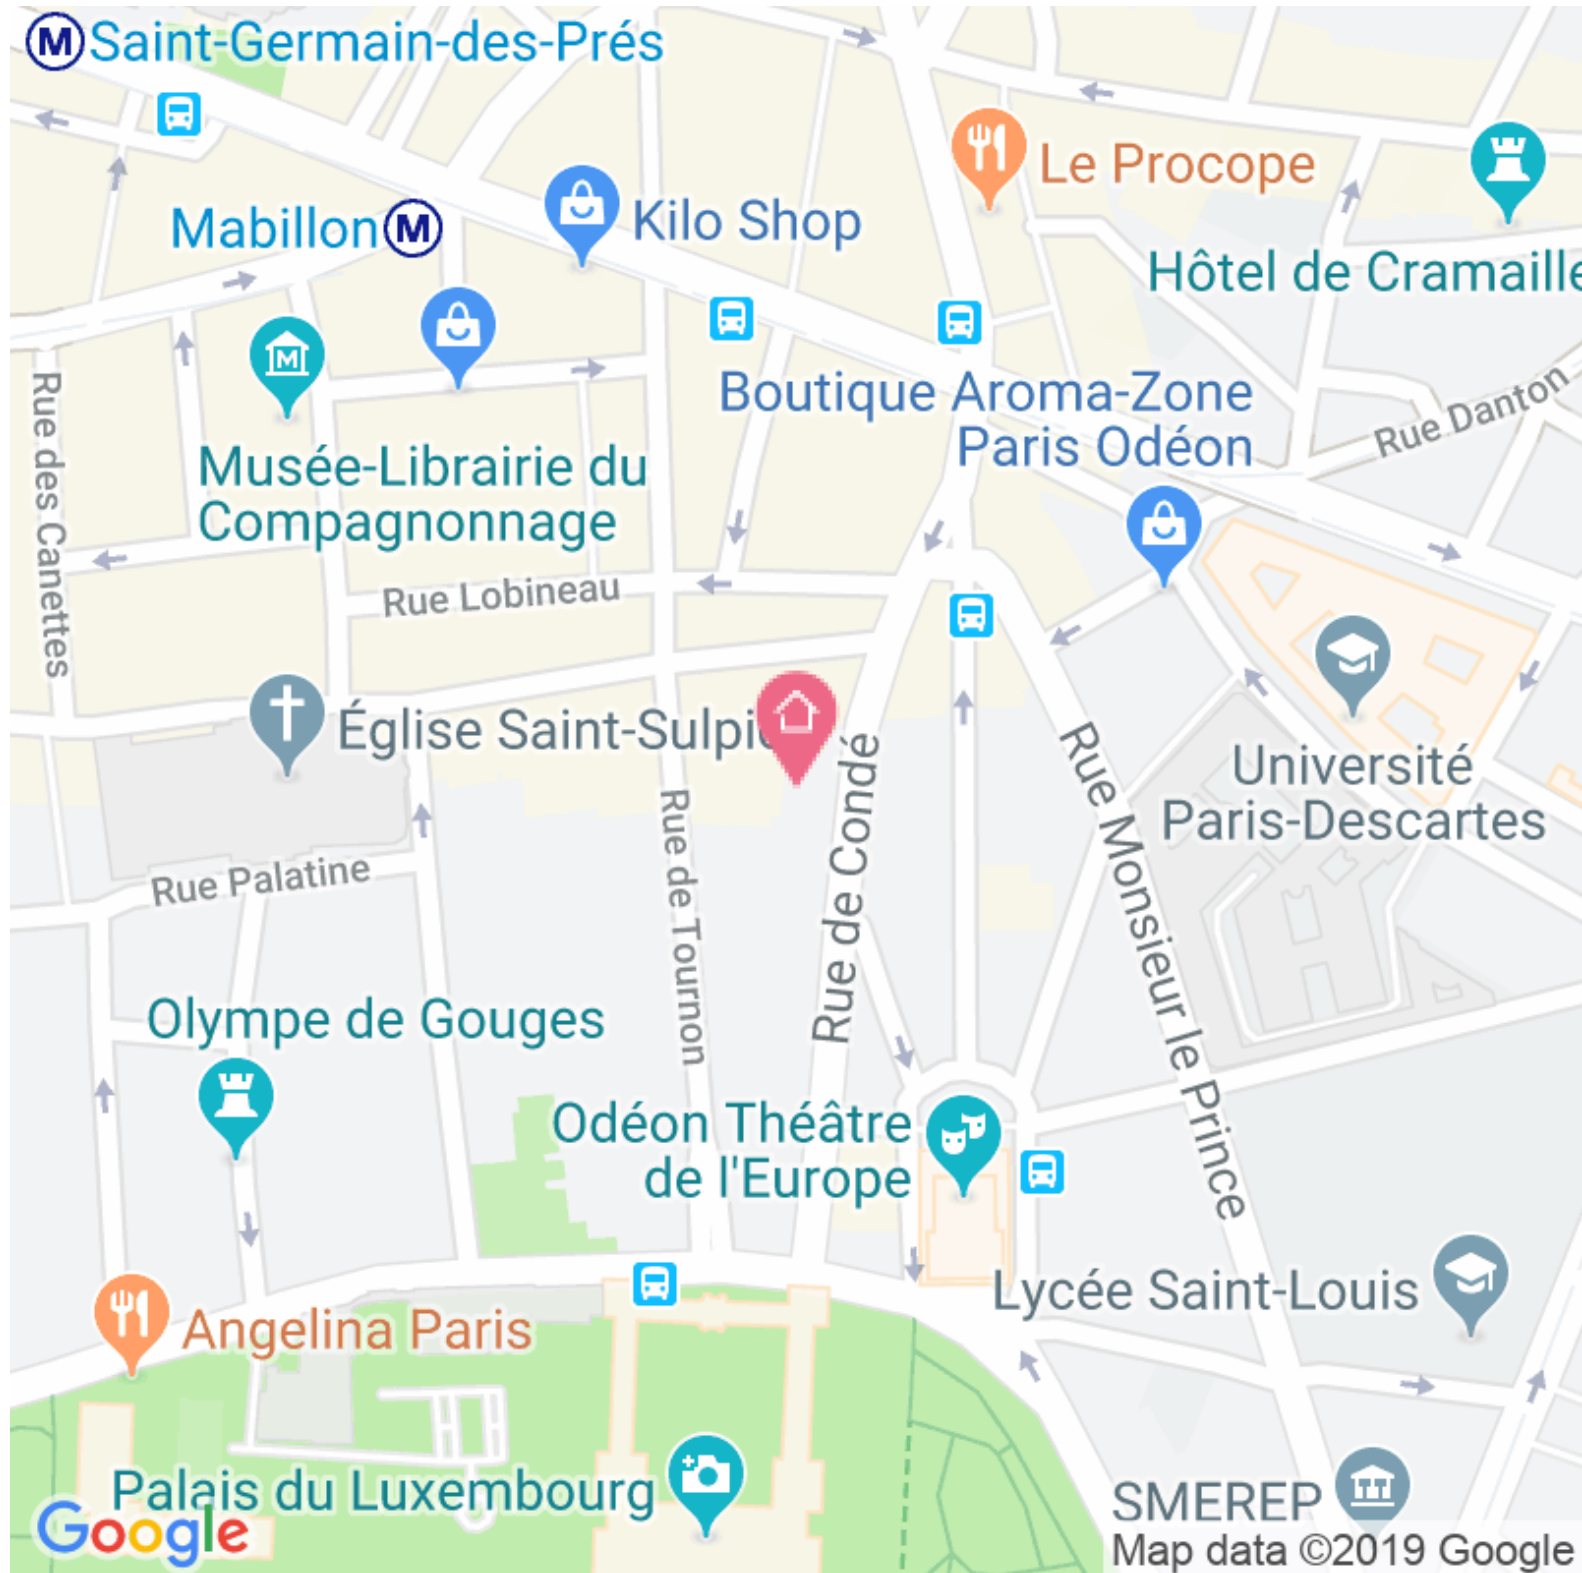 M Saint-Germain-des-Prés
Le Procope
Mabillon M
Kilo Shop
Hôtel de Cramaille
Boutique Aroma-Zone
Paris Odéon
Rue Danton
Rue des Canettes
Musée-Librairie du
Compagnonnage
Rue Lobineau
Église Saint-Sulpi
Rue de Condé
Rue Monsieur le Prince
Université
Paris-Descartes
Rue de Tournon
Rue Palatine
Olympe de Gouges
Odéon Théâtre
de l'Europe
Lycée Saint-Louis
Angelina Paris
Palais du Luxembourg
SMEREP
Google
Map data ©2019 Google